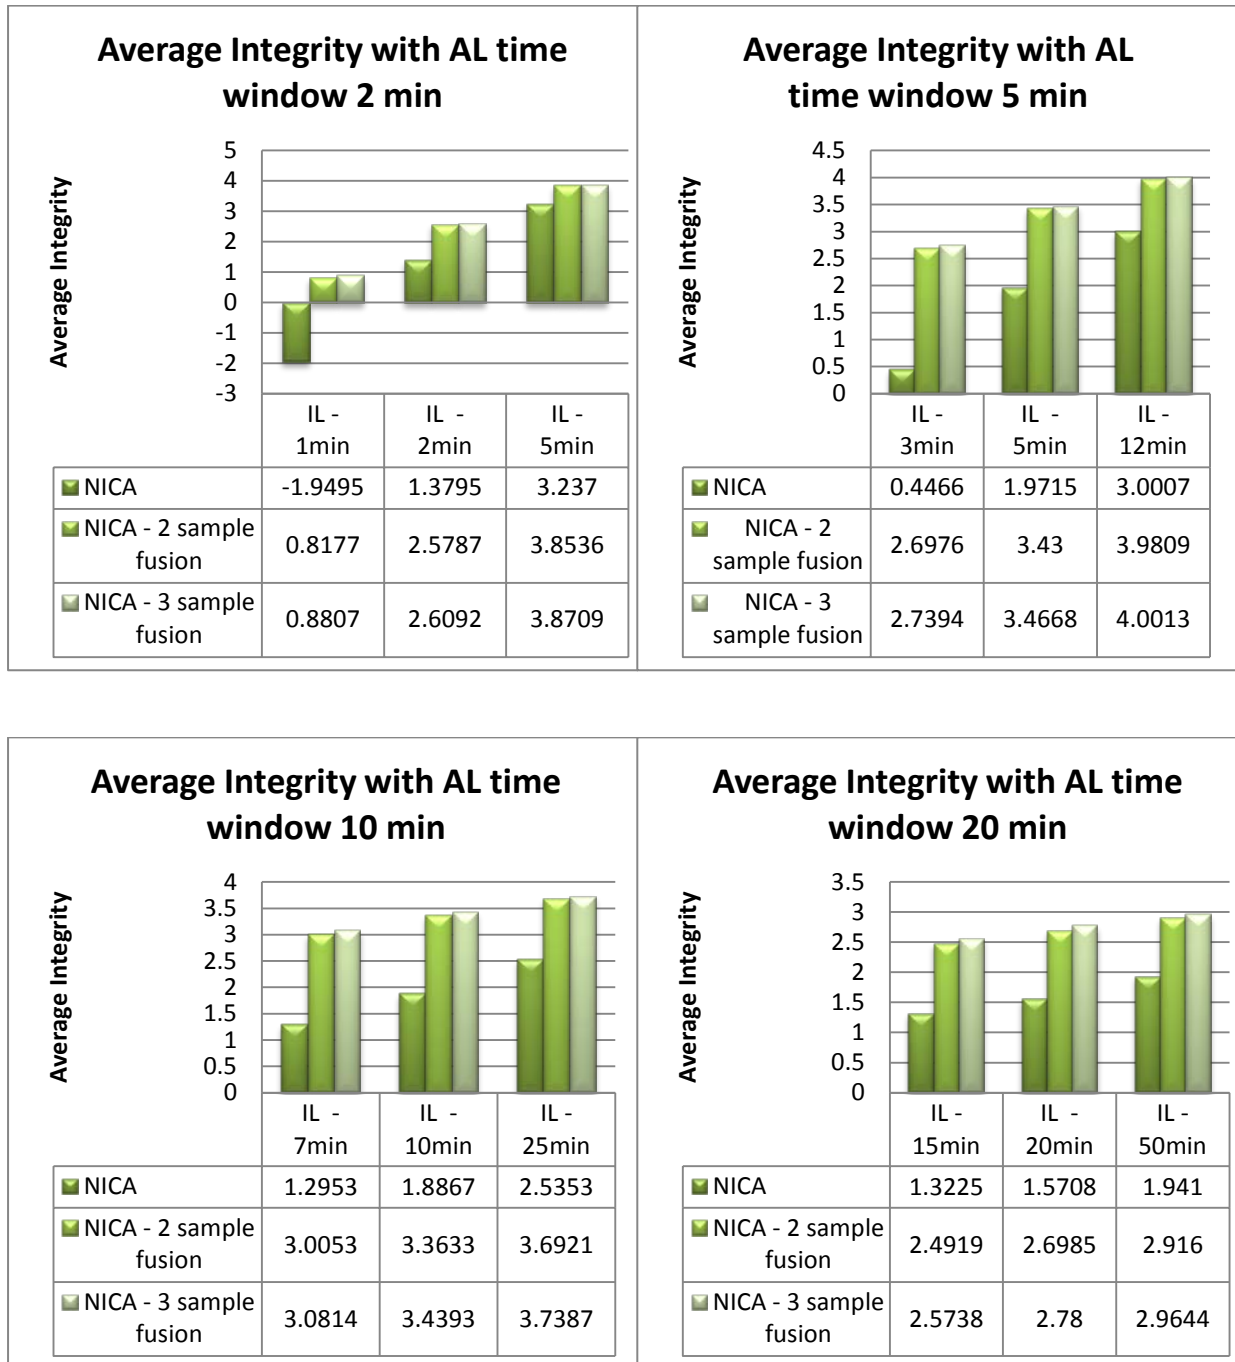 Average Integrity with AL time
window 2 min
Average Integrity
5
4
3
2
1
0
-1
-2
-3
IL -
1min
IL -
2min
IL -
5min
NICA -1.9495 1.3795 3.237
NICA - 2 sample
fusion
0.8177 2.5787 3.8536
NICA - 3 sample
fusion
0.8807 2.6092 3.8709
Average Integrity with AL
time window 5 min
Average Integrity
4.5
4
3.5
3
2.5
2
1.5
1
0.5
0
IL -
3min
IL -
5min
IL -
12min
NICA 0.4466 1.9715 3.0007
NICA - 2
sample fusion
2.6976 3.43 3.9809
NICA - 3
sample fusion
2.7394 3.4668 4.0013
Average Integrity with AL time
window 10 min
Average Integrity
4
3.5
3
2.5
2
1.5
1
0.5
0
IL -
7min
IL -
10min
IL -
25min
NICA 1.2953 1.8867 2.5353
NICA - 2 sample
fusion
3.0053 3.3633 3.6921
NICA - 3 sample
fusion
3.0814 3.4393 3.7387
Average Integrity with AL time
window 20 min
Average Integrity
3.5
3
2.5
2
1.5
1
0.5
0
IL -
15min
IL -
20min
IL -
50min
NICA 1.3225 1.5708 1.941
NICA - 2 sample
fusion
2.4919 2.6985 2.916
NICA - 3 sample
fusion
2.5738 2.78 2.9644